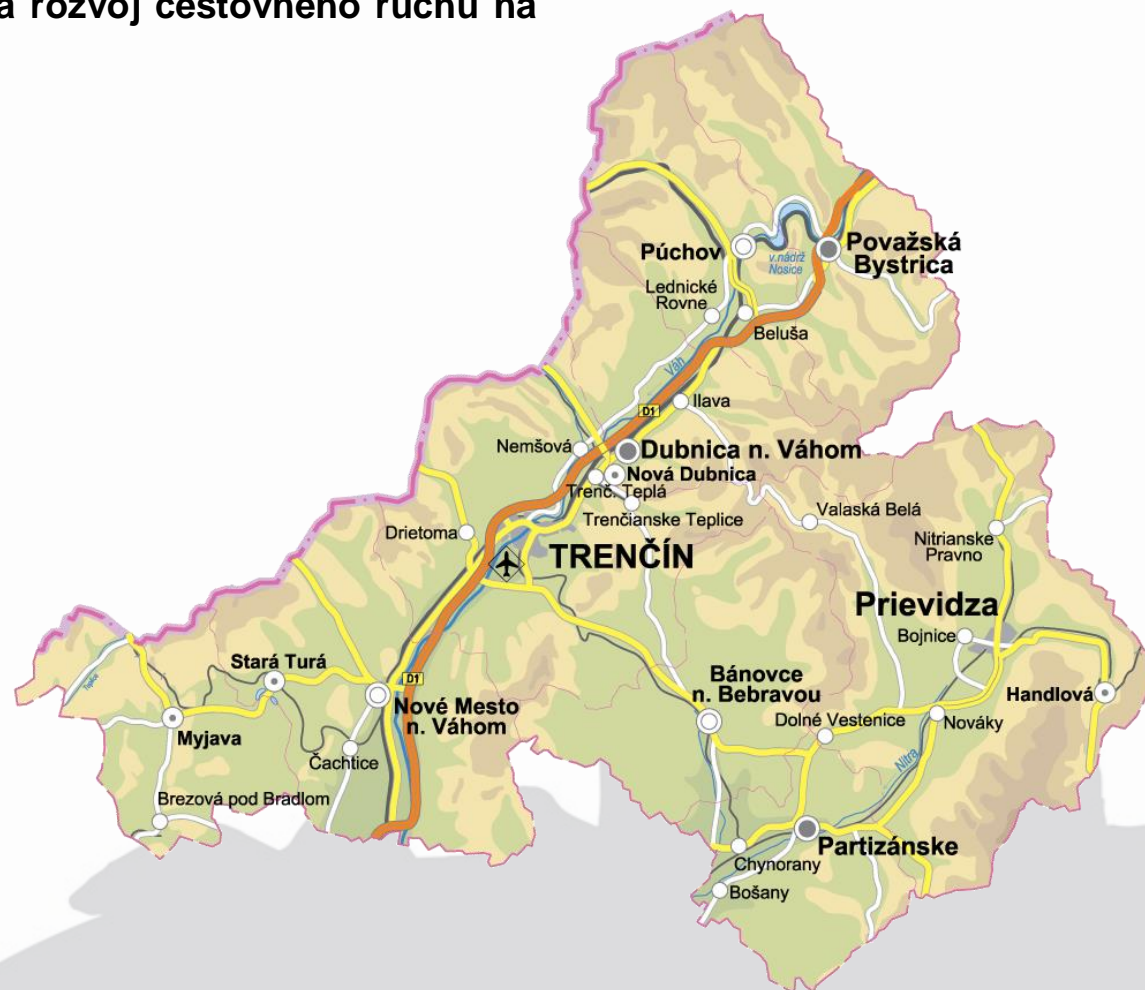 a rozvoj cestovného ruchu na
Púchov
Považská
Bystrica
v.nádrž
Nosice
Lednické
Rovne
Beluša
Váh
Ilava
D1
Nemšová
Dubnica n. Váhom
Nová Dubnica
Trenč. Teplá
Trenčianske Teplice
Valaská Belá
Drietoma
Nitrianske
Pravno
TRENČÍN
Prievidza
Bojnice
Stará Turá
Teplica
Bánovce
n. Bebravou
D1
Handlová
Nové Mesto
n. Váhom
Dolné Vestenice
Nováky
Myjava
Čachtice
Nitra
Brezová pod Bradlom
Partizánske
Chynorany
Bošany